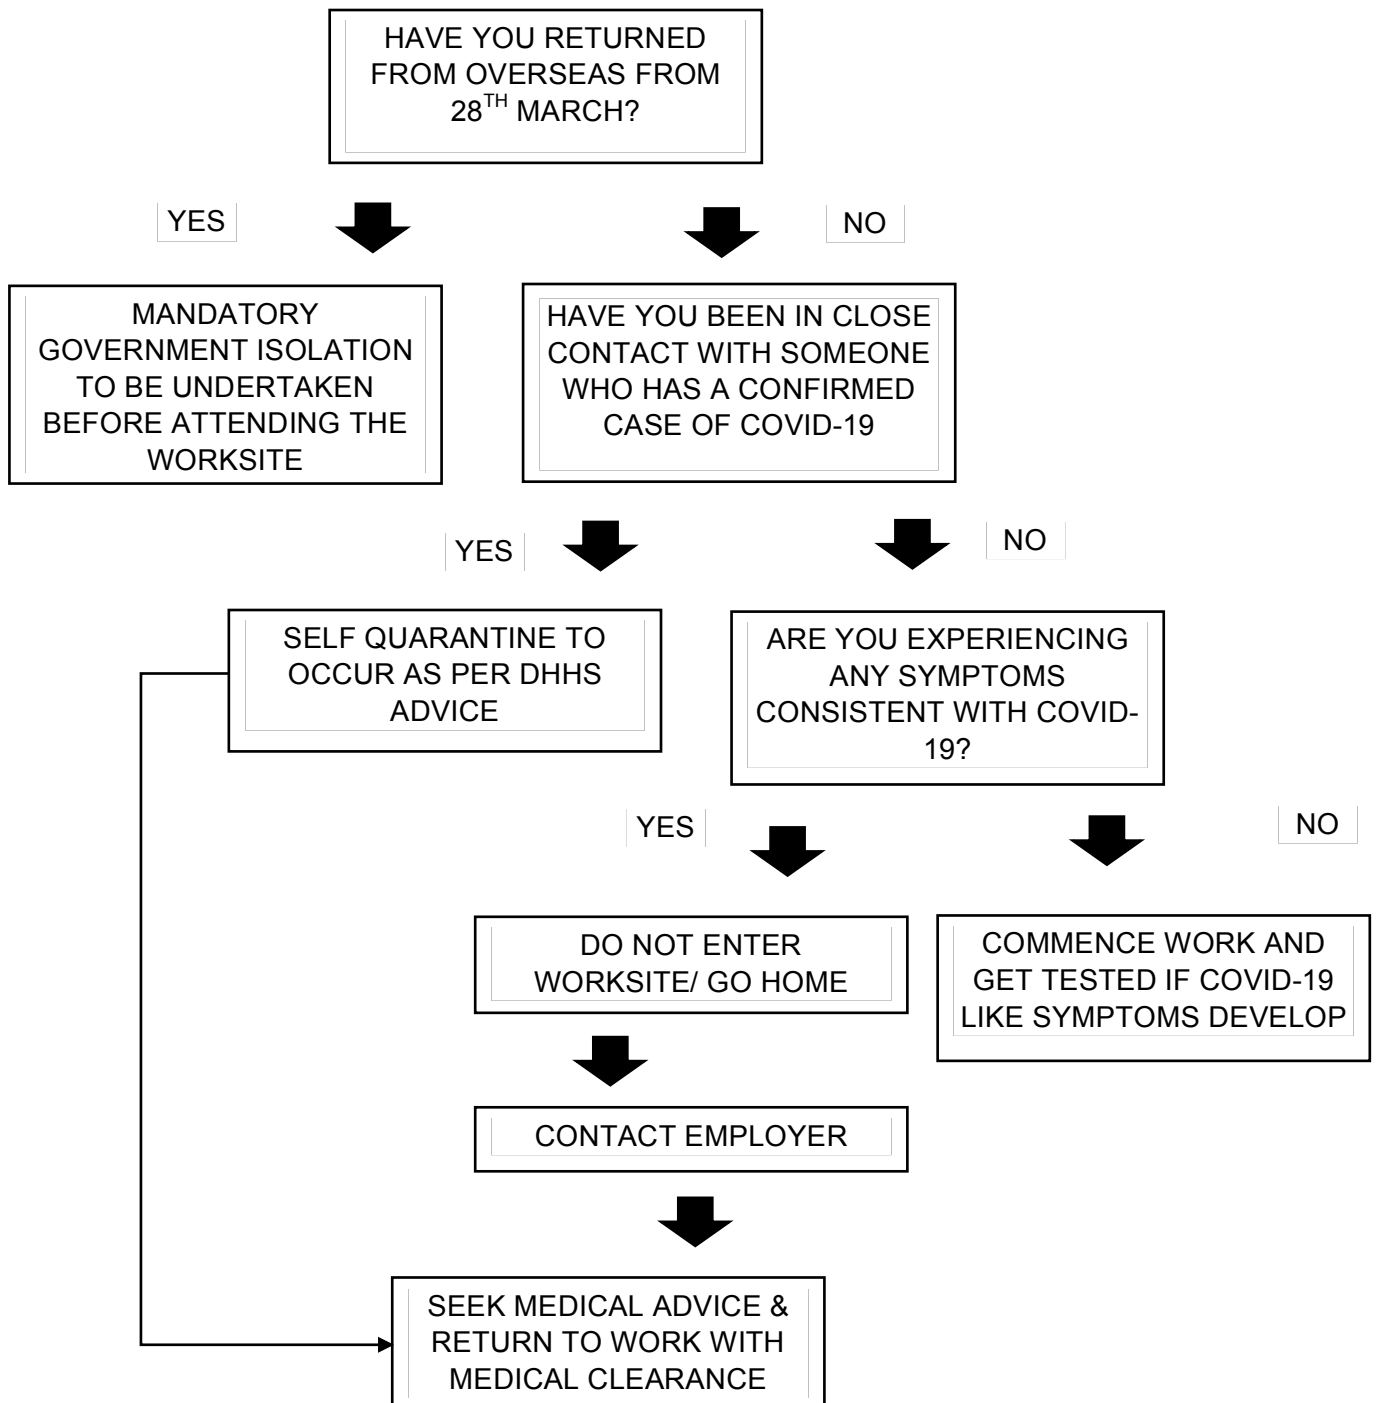 HAVE YOU RETURNED
FROM OVERSEAS FROM
28TH MARCH?
YES
NO
MANDATORY
GOVERNMENT ISOLATION
TO BE UNDERTAKEN
BEFORE ATTENDING THE
WORKSITE
HAVE YOU BEEN IN CLOSE
CONTACT WITH SOMEONE
WHO HAS A CONFIRMED
CASE OF COVID-19
YES
NO
SELF QUARANTINE TO
OCCUR AS PER DHHS
ADVICE
ARE YOU EXPERIENCING
ANY SYMPTOMS
CONSISTENT WITH COVID-
19?
YES
NO
DO NOT ENTER
WORKSITE/ GO HOME
COMMENCE WORK AND
GET TESTED IF COVID-19
LIKE SYMPTOMS DEVELOP
CONTACT EMPLOYER
SEEK MEDICAL ADVICE &
RETURN TO WORK WITH
MEDICAL CLEARANCE